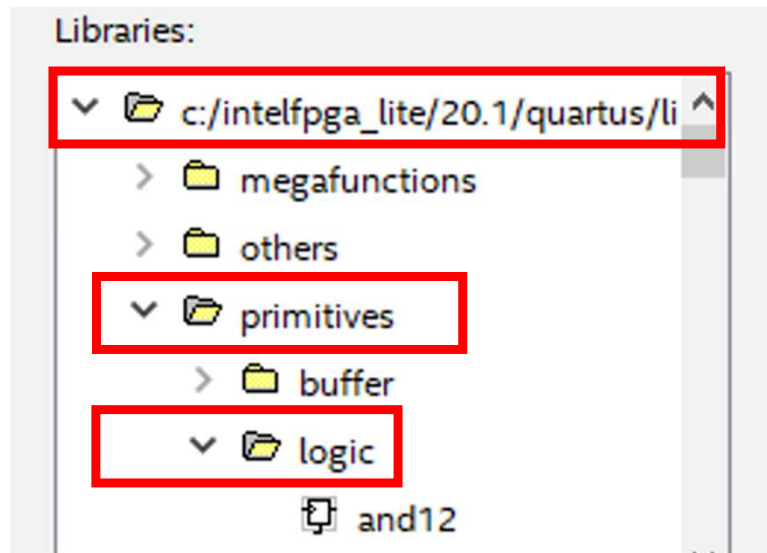 Libraries:
c:/intelfpga_lite/20.1/quartus/li
megafunctions
others
primitives
buffer
logic
and12